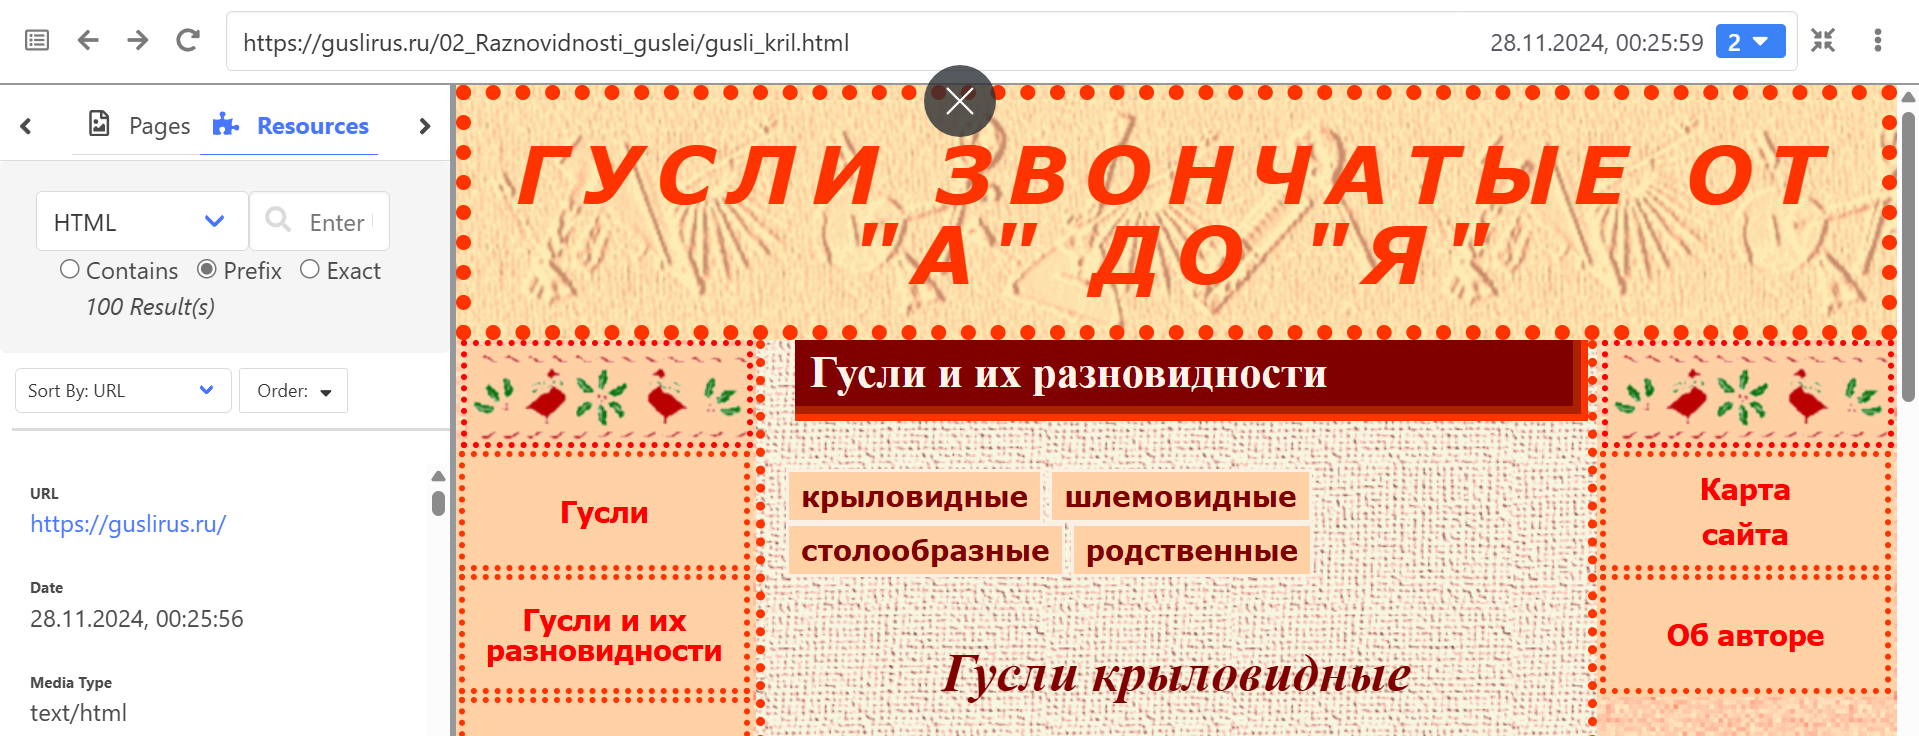 https://guslirus.ru/02_Raznovidnosti_guslei/gusli_kril.html
28.11.2024, 00:25:59
2
Pages
Resources
HTML
Enter
Contains
Prefix
Exact
100 Result(s)
Sort By: URL
Order:
URL
https://guslirus.ru/
Date
28.11.2024, 00:25:56
Media Type
text/html
ГУСЛИ ЗВОНЧАТЫЕ ОТ
"А" ДО "Я"
Гусли
Гусли и их
разновидности
Гусли и их разновидности
крыловидные
шлемовидные
столообразные
родственные
Гусли крыловидные
Карта
сайта
Об авторе